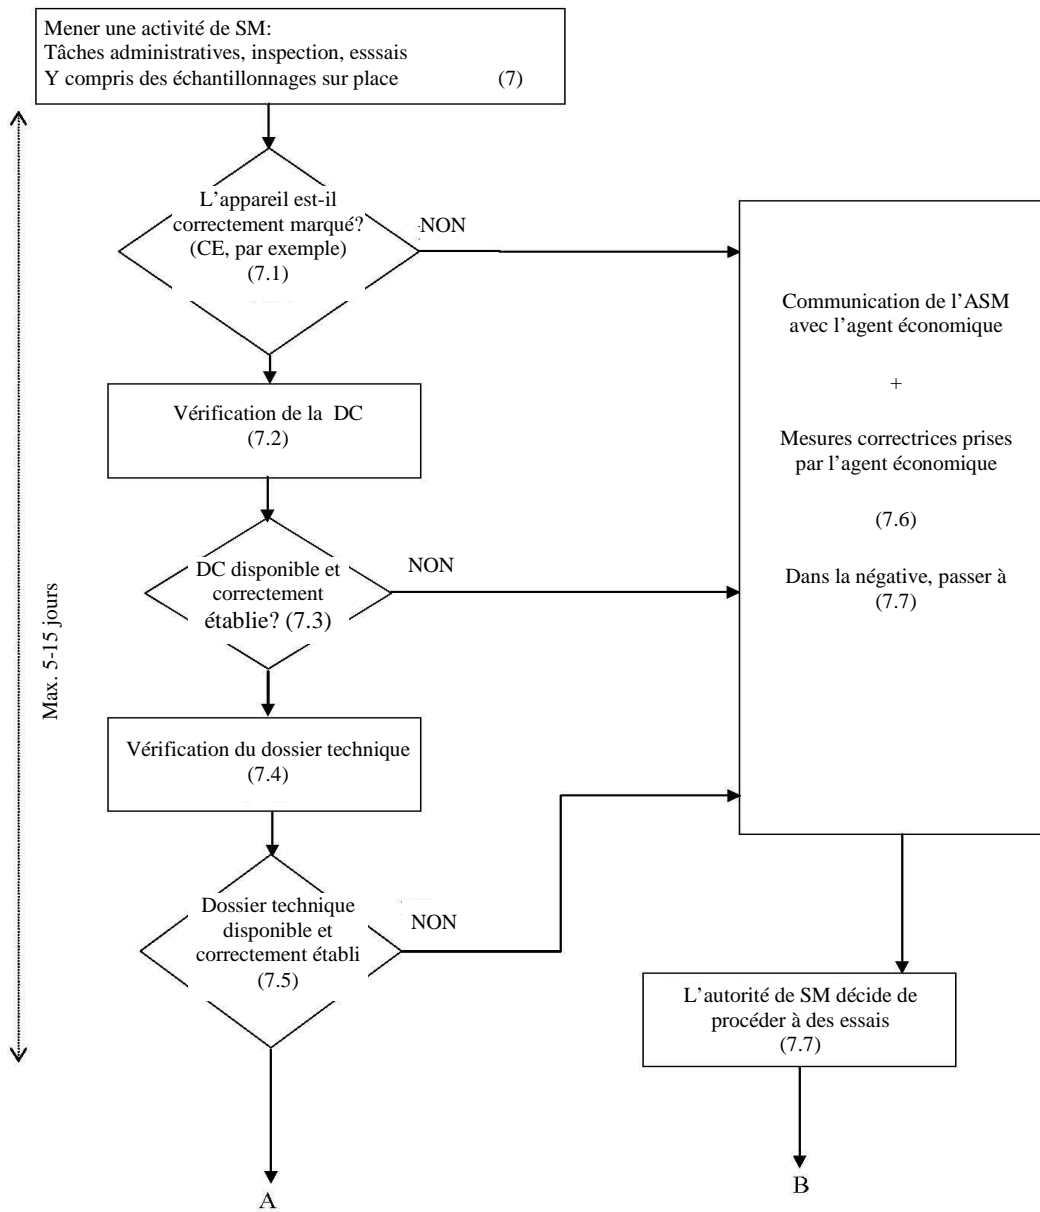 Mener une activité de SM:
Tâches administratives, inspection, esssais
Y compris des échantillonnages sur place (7)
L'appareil est-il
correctement marqué?
(CE, par exemple)
(7.1)
NON
Vérification de la DC
(7.2)
DC disponible et
correctement
établie? (7.3)
NON
Vérification du dossier technique
(7.4)
Dossier technique
disponible et
correctement établi
(7.5)
NON
A
Max. 5-15 jours
Communication de l'ASM
avec l'agent économique
+
Mesures correctrices prises
par l'agent économique
(7.6)
Dans la négative, passer à
(7.7)
L'autorité de SM décide de
procéder à des essais
(7.7)
B